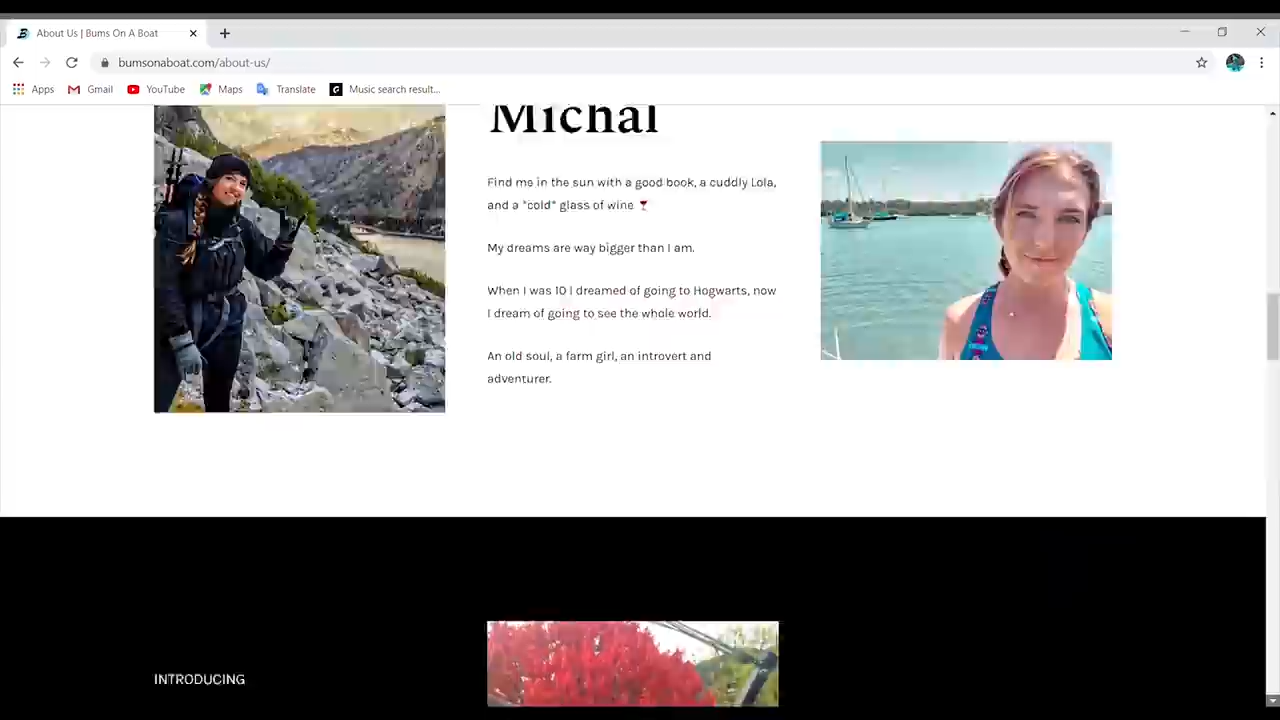 About Us | Bums On A Boat
bumsonaboat.com/about-us/
Apps Gmail YouTube Maps Translate Music search result...
Michal
Find me in the sun with a good book, a cuddly Lola,
and a *cold* glass of wine
My dreams are way bigger than I am.
When I was 10 I dreamed of going to Hogwarts, now
I dream of going to see the whole world.
An old soul, a farm girl, an introvert and
adventurer.
INTRODUCING